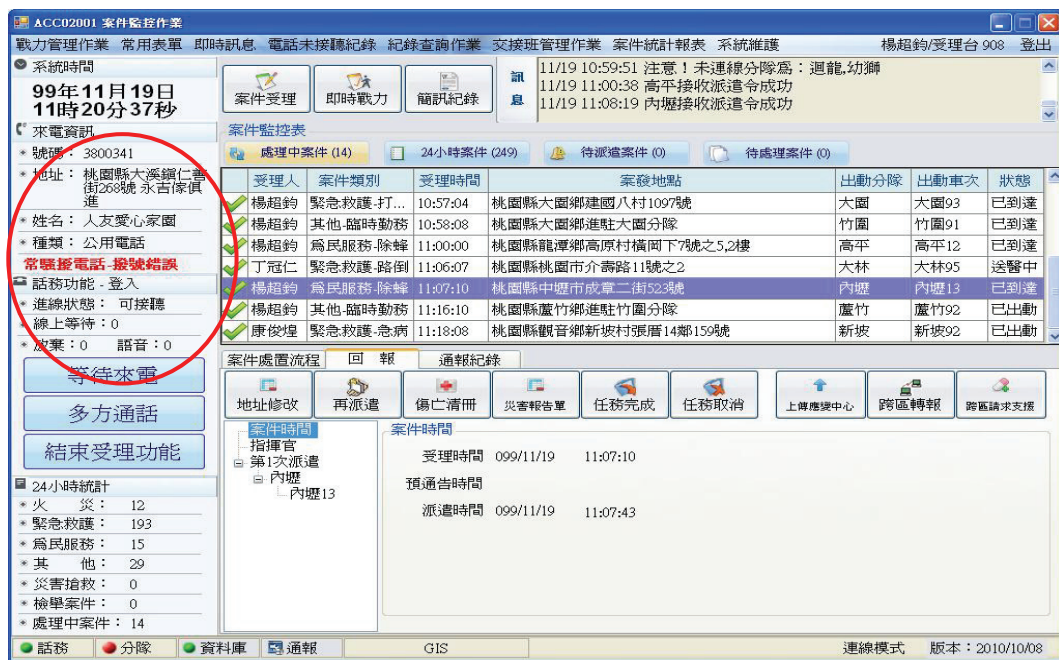 ACC02001 案件監控作業
戰力管理作業 常用表單 即時訊息 電話未接聽紀錄 紀錄查詢作業 交接班管理作業 案件統計報表 系統維護 楊超鈞/受理台 908 登出
系統時間
99年11月19日
11時20分37秒
來電資訊
號碼： 3800341
地址： 桃園縣大溪鎮仁善
街268號 永吉傢俱
進
姓名： 人友愛心家園
種類： 公用電話
常騷擾電話-撥號錯誤
話務功能 - 登入
進線狀態： 可接聽
線上等待：0
放棄：0 語音：0
等待來電
多方通話
結束受理功能
24小時統計
火 災： 12
緊急救護： 193
為民服務： 15
其 他： 29
災害搶救： 0
檢舉案件： 0
處理中案件： 14
案件受理 即時戰力 簡訊紀錄
訊息
11/19 10:59:51 注意！未連線分隊為：迴龍,幼獅
11/19 11:00:38 高平接收派遣令成功
11/19 11:08:19 內壢接收派遣令成功
案件監控表
處理中案件 (14) 24小時案件 (249) 待派遣案件 (0) 待處理案件 (0)
受理人 案件類別 受理時間 案發地點 出動分隊 出動車次 狀態
楊超鈞 緊急救護-打... 10:57:04 桃園縣大園鄉建國八村1097號 大園 大園93 已到達
楊超鈞 其他-臨時勤務 10:58:08 桃園縣大園鄉進駐大園分隊 竹圍 竹圍91 已到達
楊超鈞 為民服務-除蜂 11:00:00 桃園縣龍潭鄉高原村橫岡下7號之5,2樓 高平 高平12 已到達
丁冠仁 緊急救護-路倒 11:06:07 桃園縣桃園市介壽路11號之2 大林 大林95 送醫中
楊超鈞 為民服務-除蜂 11:07:10 桃園縣中壢市成章二街523號 內壢 內壢13 已到達
楊超鈞 其他-臨時勤務 11:16:10 桃園縣蘆竹鄉進駐竹圍分隊 蘆竹 蘆竹92 已出動
康俊煌 緊急救護-急病 11:18:08 桃園縣觀音鄉新坡村張厝14鄰159號 新坡 新坡92 已出動
案件處置流程 回 報 通報紀錄
地址修改 再派遣 傷亡清冊 災害報告單 任務完成 任務取消 上傳應變中心 跨區轉報 跨區請求支援
案件時間
指揮官
第1次派遣
內壢
內壢13
案件時間
受理時間 099/11/19 11:07:10
預通告時間
派遣時間 099/11/19 11:07:43
話務 分隊 資料庫 通報 GIS 連線模式 版本：2010/10/08